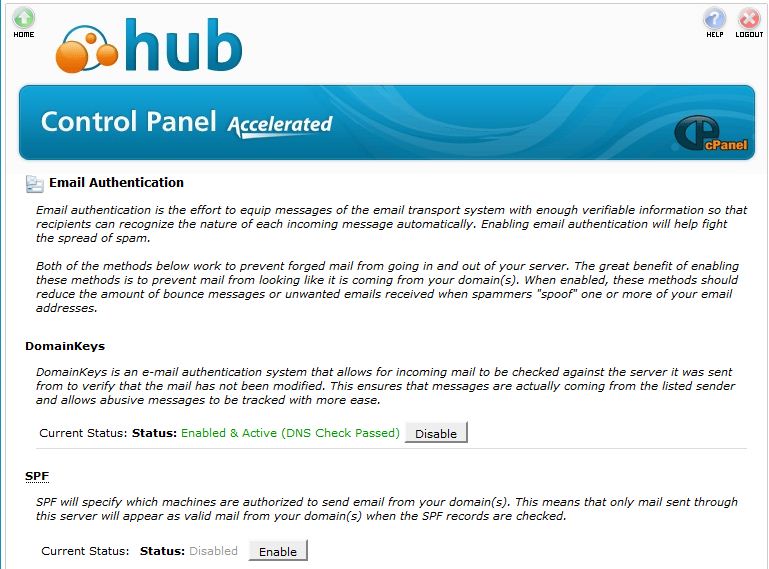 HOME
HELP
LOGOUT
hub
Control Panel Accelerated
cPanel
Email Authentication
Email authentication is the effort to equip messages of the email transport system with enough verifiable information so that
recipients can recognize the nature of each incoming message automatically. Enabling email authentication will help fight
the spread of spam.
Both of the methods below work to prevent forged mail from going in and out of your server. The great benefit of enabling
these methods is to prevent mail from looking like it is coming from your domain(s). When enabled, these methods should
reduce the amount of bounce messages or unwanted emails received when spammers "spoof" one or more of your email
addresses.
DomainKeys
DomainKeys is an e-mail authentication system that allows for incoming mail to be checked against the server it was sent
from to verify that the mail has not been modified. This ensures that messages are actually coming from the listed sender
and allows abusive messages to be tracked with more ease.
Current Status: Status: Enabled & Active (DNS Check Passed) Disable
SPF
SPF will specify which machines are authorized to send email from your domain(s). This means that only mail sent through
this server will appear as valid mail from your domain(s) when the SPF records are checked.
Current Status: Status: Disabled Enable